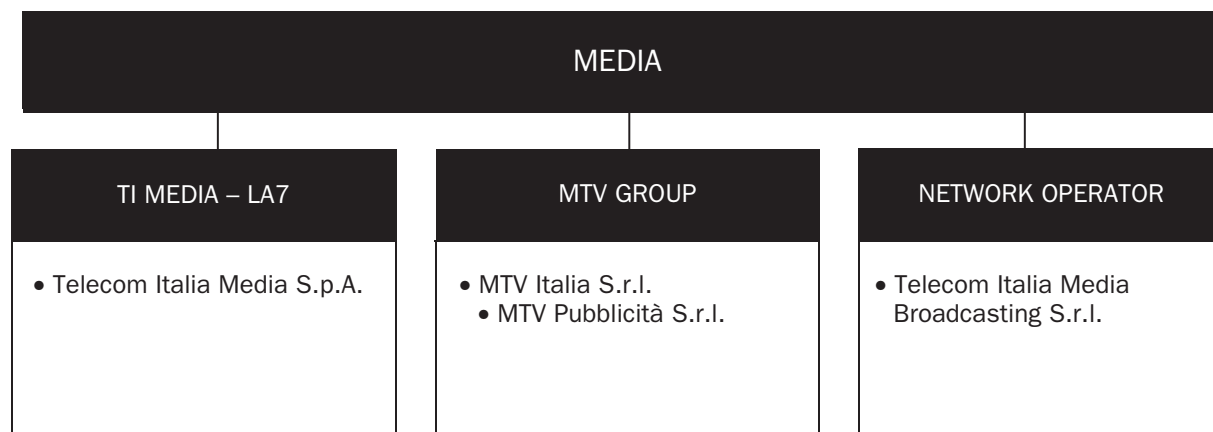 MEDIA
TI MEDIA – LA7
MTV GROUP
NETWORK OPERATOR
• Telecom Italia Media S.p.A.
• MTV Italia S.r.l.
• MTV Pubblicità S.r.l.
• Telecom Italia Media
Broadcasting S.r.l.